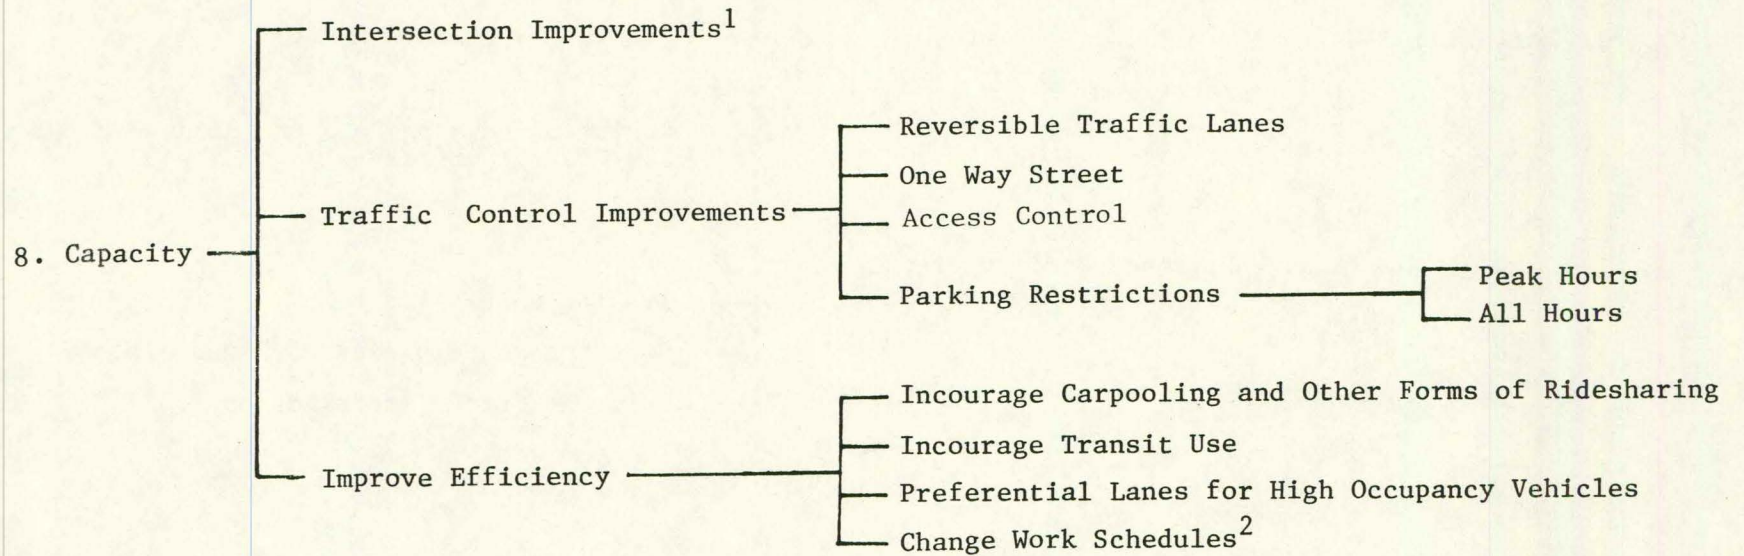 Intersection Improvements1
Reversible Traffic Lanes
One Way Street
Traffic Control Improvements
Access Control
8. Capacity
Peak Hours
Parking Restrictions
All Hours
Incourage Carpooling and Other Forms of Ridesharing
Incourage Transit Use
Improve Efficiency
Preferential Lanes for High Occupancy Vehicles
Change Work Schedules2